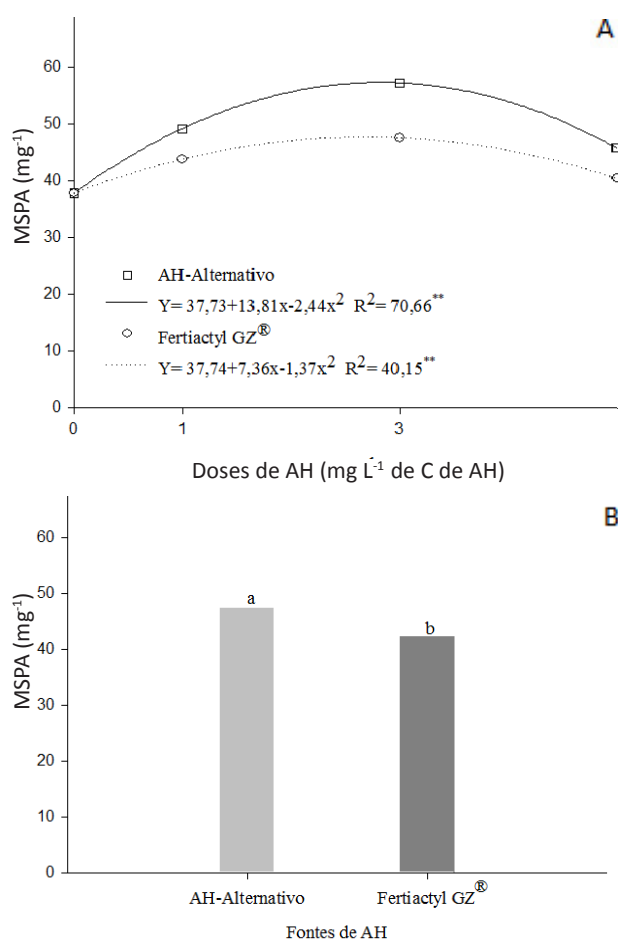 A
60
50
40
30
20
10
0
MSPA (mg⁻¹)
AH-Alternativo
Y= 37,73+13,81x-2,44x² R²= 70,66**
Fertiactyl GZ®
Y= 37,74+7,36x-1,37x² R²= 40,15**
0 1 3
Doses de AH (mg L⁻¹ de C de AH)
B
60
50
40
30
20
10
0
MSPA (mg⁻¹)
a
b
AH-Alternativo Fertiactyl GZ®
Fontes de AH